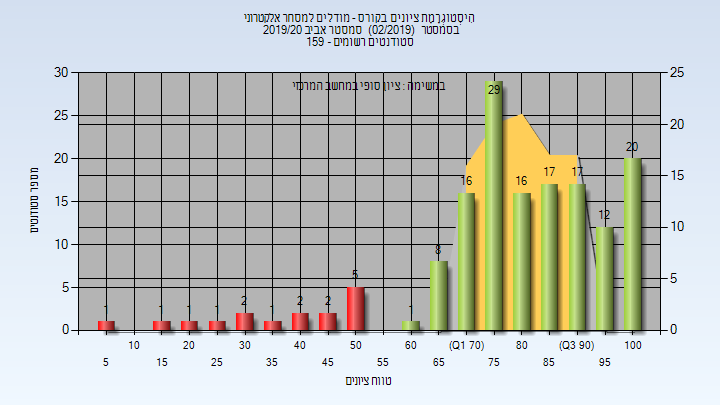 היסטוגרמת ציונים בקורס - מודלים למסחר אלקטרוני
בסמסטר (02/2019) סמסטר אביב 2019/20
סטודנטים רשומים - 159
במשימה : ציון סופי במחשב המרכזי
מספר סטודנטים
30 25 20 15 10 5 0
25 20 15 10 5 0
1 1 1 1 2 1 2 2 5 1 8 16 29 16 17 17 12 20
10 20 30 40 50 60 (Q1 70) 80 (Q3 90) 100
5 15 25 35 45 55 65 75 85 95
טווח ציונים